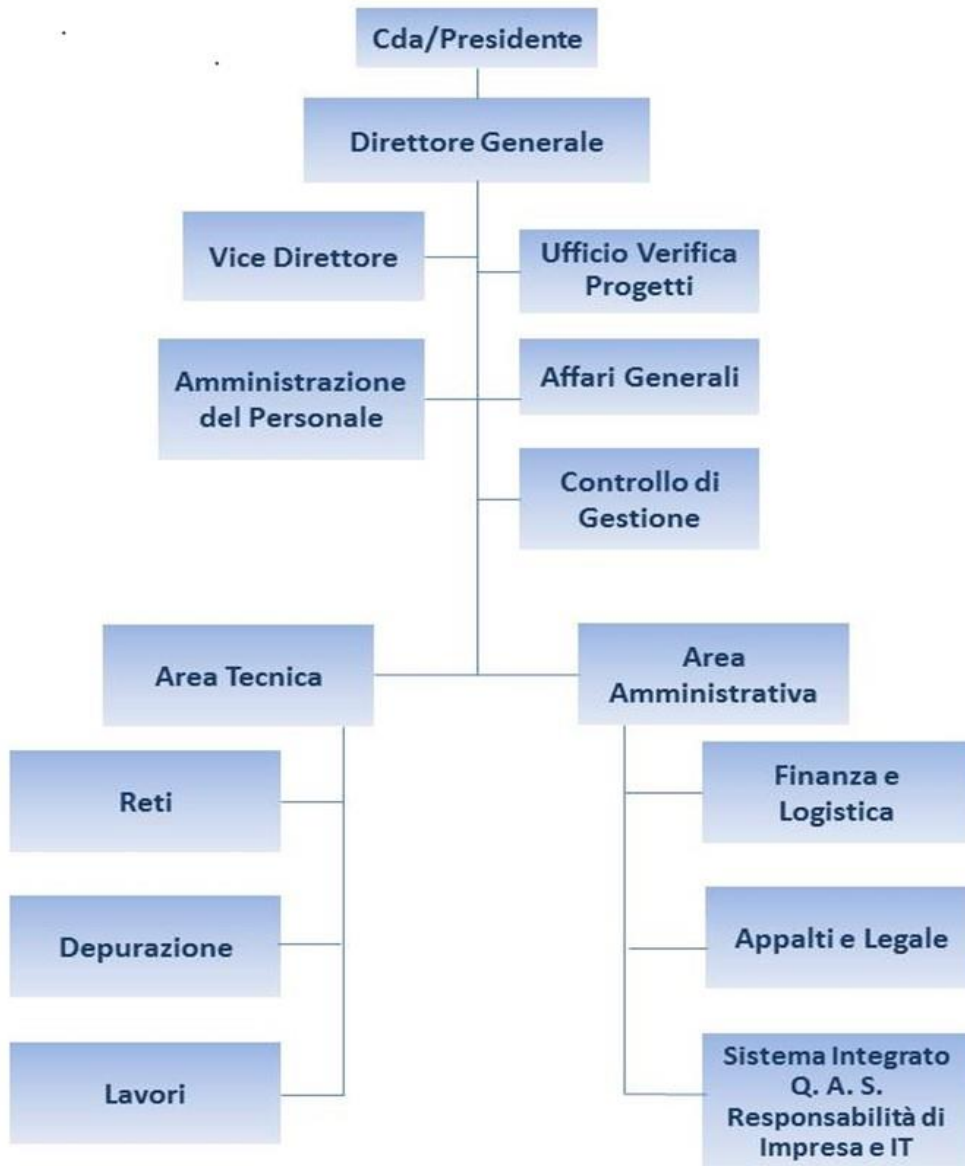 Cda/Presidente
Direttore Generale
Vice Direttore
Ufficio Verifica
Progetti
Amministrazione
del Personale
Affari Generali
Controllo di
Gestione
Area Tecnica
Area
Amministrativa
Reti
Finanza e
Logistica
Depurazione
Appalti e Legale
Lavori
Sistema Integrato
Q. A. S.
Responsabilità di
Impresa e IT